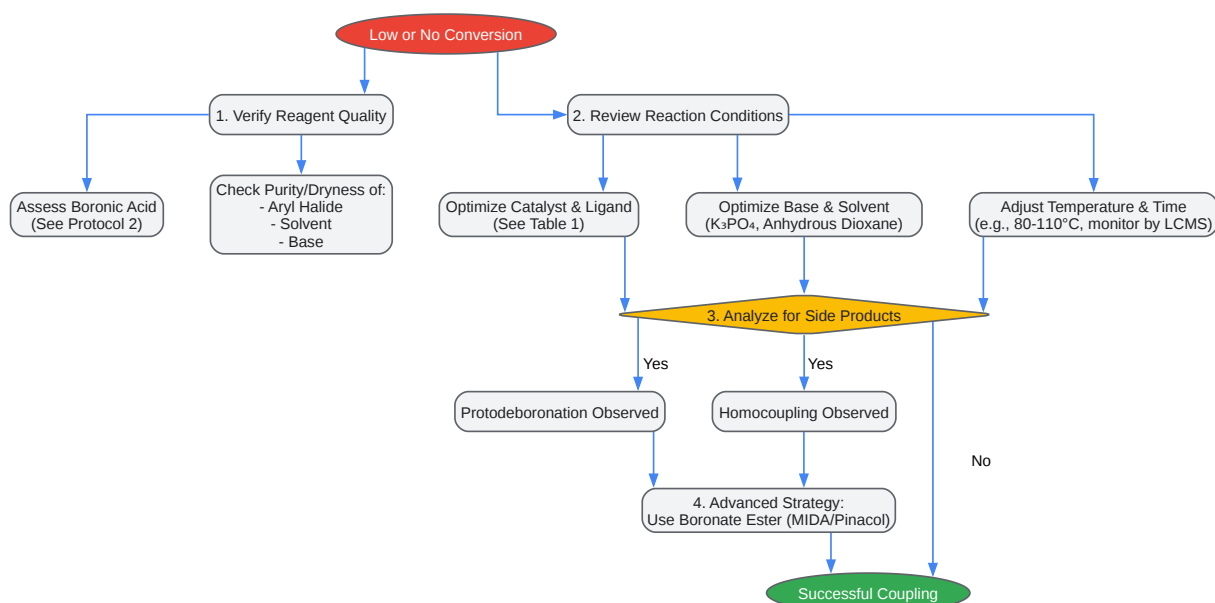 Low or No Conversion
1. Verify Reagent Quality
2. Review Reaction Conditions
Assess Boronic Acid
(See Protocol 2)
Check Purity/Dryness of:
- Aryl Halide
- Solvent
- Base
Optimize Catalyst & Ligand
(See Table 1)
Optimize Base & Solvent
(K₃PO₄, Anhydrous Dioxane)
Adjust Temperature & Time
(e.g., 80-110°C, monitor by LCMS)
3. Analyze for Side Products
Yes
Yes
Protodeboronation Observed
Homocoupling Observed
No
4. Advanced Strategy:
Use Boronate Ester (MIDA/Pinacol)
Successful Coupling